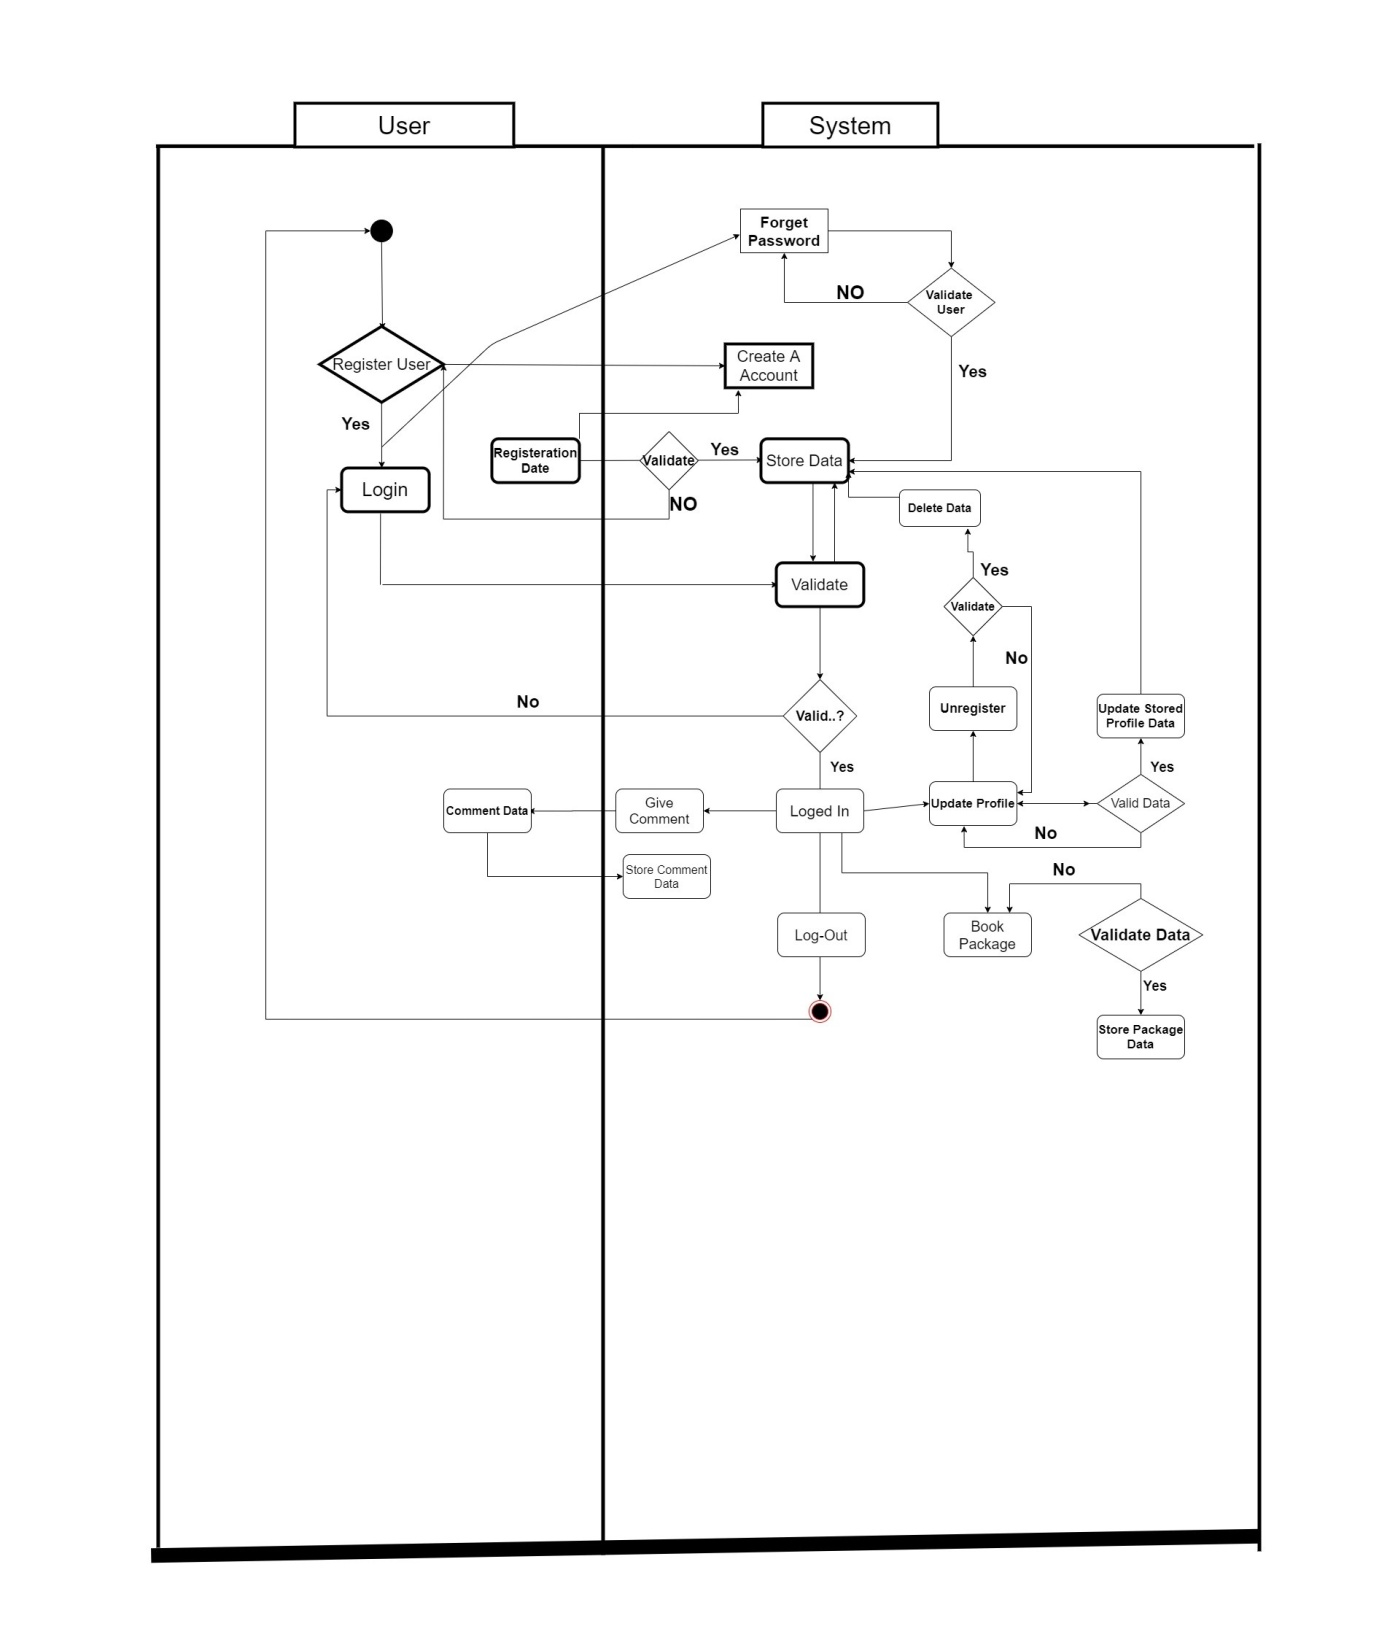 User
System
Forget
Password
NO
Validate
User
Register User
Create A
Account
Yes
Yes
Registeration
Date
Validate
Yes
Store Data
Login
NO
Delete Data
Yes
Validate
Validate
No
No
Valid..?
Unregister
Update Stored
Profile Data
Yes
Yes
Comment Data
Give
Comment
Loged In
Update Profile
Valid Data
No
Store Comment
Data
No
Log-Out
Book
Package
Validate Data
Yes
Store Package
Data